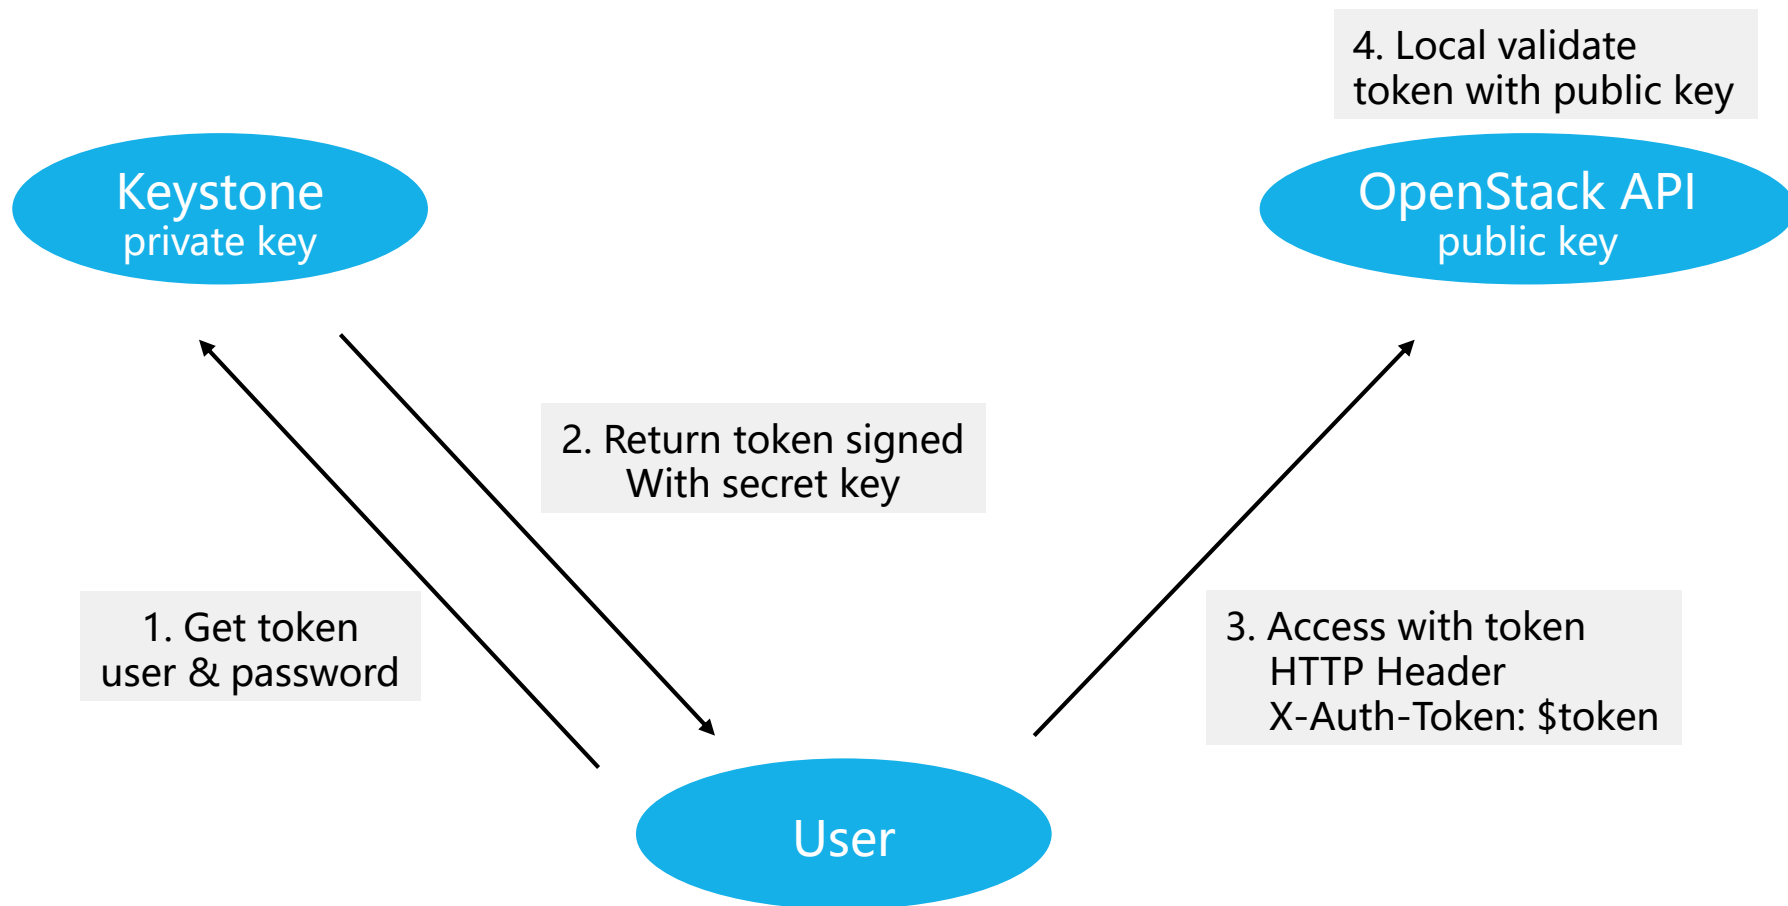 4. Local validate
token with public key
Keystone
private key
OpenStack API
public key
2. Return token signed
With secret key
1. Get token
user & password
3. Access with token
HTTP Header
X-Auth-Token: $token
User